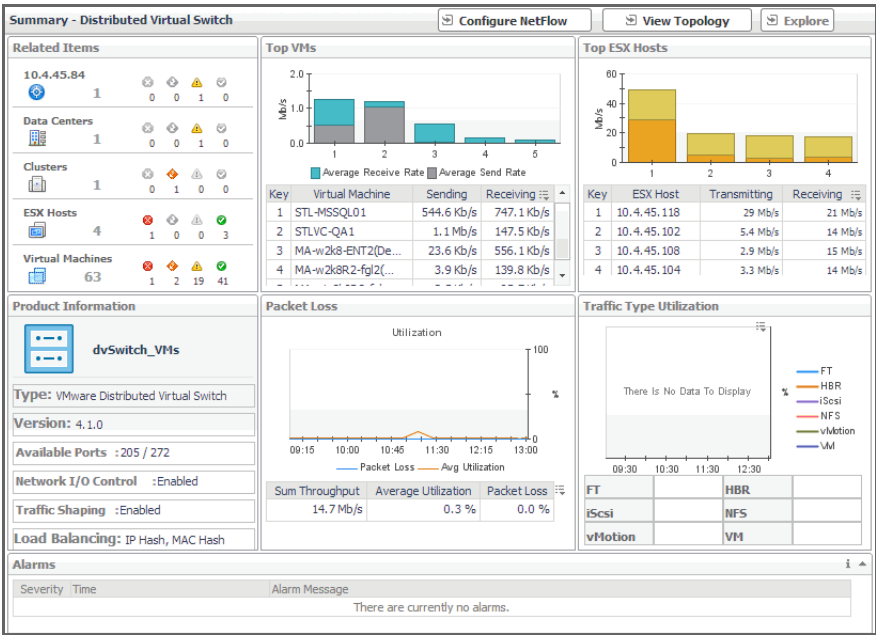 Summary - Distributed Virtual Switch
Configure NetFlow
View Topology
Explore
Related Items
10.4.45.84
1
0 0 1 0
Data Centers
1
0 0 1 0
Clusters
1
0 1 0 0
ESX Hosts
4
1 0 0 3
Virtual Machines
63
1 2 19 41
Top VMs
2.0
1.0
0.0
Mb/s
1 2 3 4 5
Average Receive Rate Average Send Rate
Key Virtual Machine Sending Receiving
1 STL-MSSQL01 544.6 Kb/s 747.1 Kb/s
2 STLVC-QA1 1.1 Mb/s 147.5 Kb/s
3 MA-w2k8-ENT2(De... 23.6 Kb/s 556.1 Kb/s
4 MA-w2k8R2-fgl2(... 3.9 Kb/s 139.8 Kb/s
Top ESX Hosts
60
40
20
0
Mb/s
1 2 3 4
Key ESX Host Transmitting Receiving
1 10.4.45.118 29 Mb/s 21 Mb/s
2 10.4.45.102 5.4 Mb/s 14 Mb/s
3 10.4.45.108 2.9 Mb/s 15 Mb/s
4 10.4.45.104 3.3 Mb/s 14 Mb/s
Product Information
dvSwitch_VMs
Type: VMware Distributed Virtual Switch
Version: 4.1.0
Available Ports : 205 / 272
Network I/O Control :Enabled
Traffic Shaping :Enabled
Load Balancing: IP Hash, MAC Hash
Packet Loss
Utilization
100
%
0
09:15 10:00 10:45 11:30 12:15 13:00
Packet Loss Avg Utilization
Sum Throughput Average Utilization Packet Loss
14.7 Mb/s 0.3 % 0.0 %
Traffic Type Utilization
There Is No Data To Display
%
FT
HBR
iScsi
NFS
vMotion
VM
09:30 10:30 11:30 12:30
FT HBR
iScsi NFS
vMotion VM
Alarms
i
Severity Time Alarm Message
There are currently no alarms.